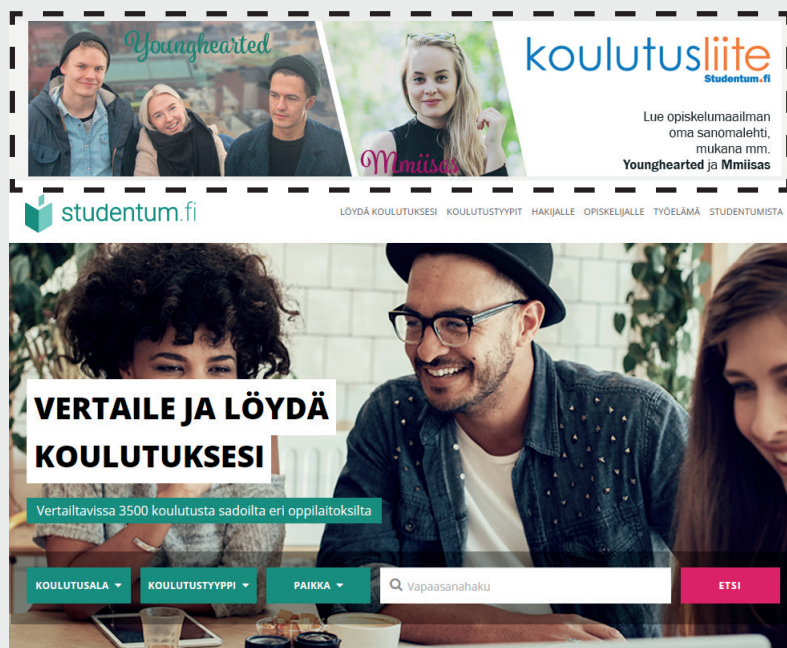 Younghearted
Mmiisas
koulutusliite
Studentum.fi
Lue opiskelumaailman
oma sanomalehti,
mukana mm.
Younghearted ja Mmiisas
studentum.fi
LÖYDÄ KOULUTUKSESI KOULUTUSTYYPIT HAKIJALLE OPISKELIJALLE TYÖELÄMÄ STUDENTUMISTA
VERTAILE JA LÖYDÄ
KOULUTUKSESI
Vertailtavissa 3500 koulutusta sadoilta eri oppilaitoksilta
KOULUTUSALA KOULUTUSTYYPPI PAIKKA Vapaasanahaku ETSI